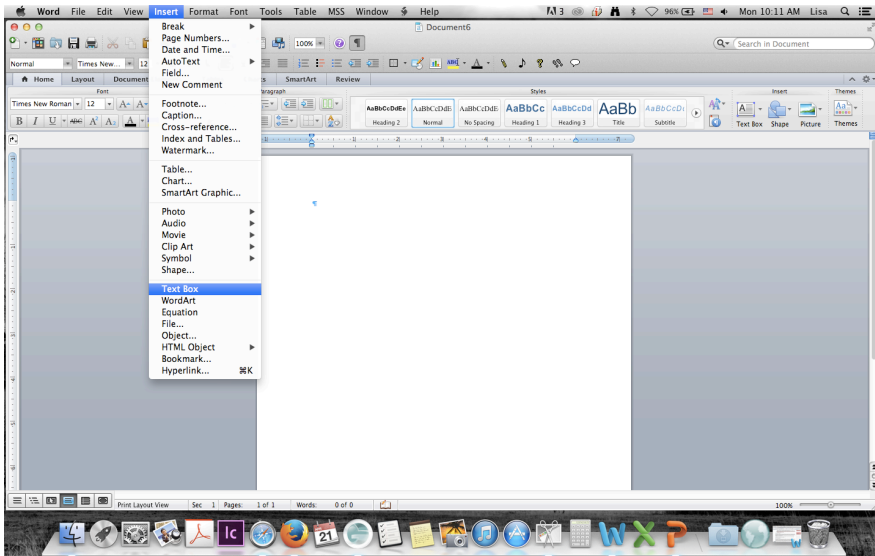 Word File Edit View Insert Format Font Tools Table MSS Window Help 3 96% Mon 10:11 AM Lisa
Document6
100%
Search in Document
Normal Times New... 12
Home Layout Document SmartArt Review
Font Paragraph Styles Insert Themes
Times New Roman 12 A A
B I U ABC A A A
AaBbCcDdEe AaBbCcDdE AaBbCcDdE AaBbCc AaBbCcDd AaBb AaBbCcDc
Heading 2 Normal No Spacing Heading 1 Heading 3 Title Subtitle
Text Box Shape Picture Themes
Break
Page Numbers...
Date and Time...
AutoText
Field...
New Comment
Footnote...
Caption...
Cross-reference...
Index and Tables...
Watermark...
Table...
Chart...
SmartArt Graphic...
Photo
Audio
Movie
Clip Art
Symbol
Shape...
Text Box
WordArt
Equation
File...
Object...
HTML Object
Bookmark...
Hyperlink... ⌘K
¶
Print Layout View Sec 1 Pages: 1 of 1 Words: 0 of 0 100%
Ic 21